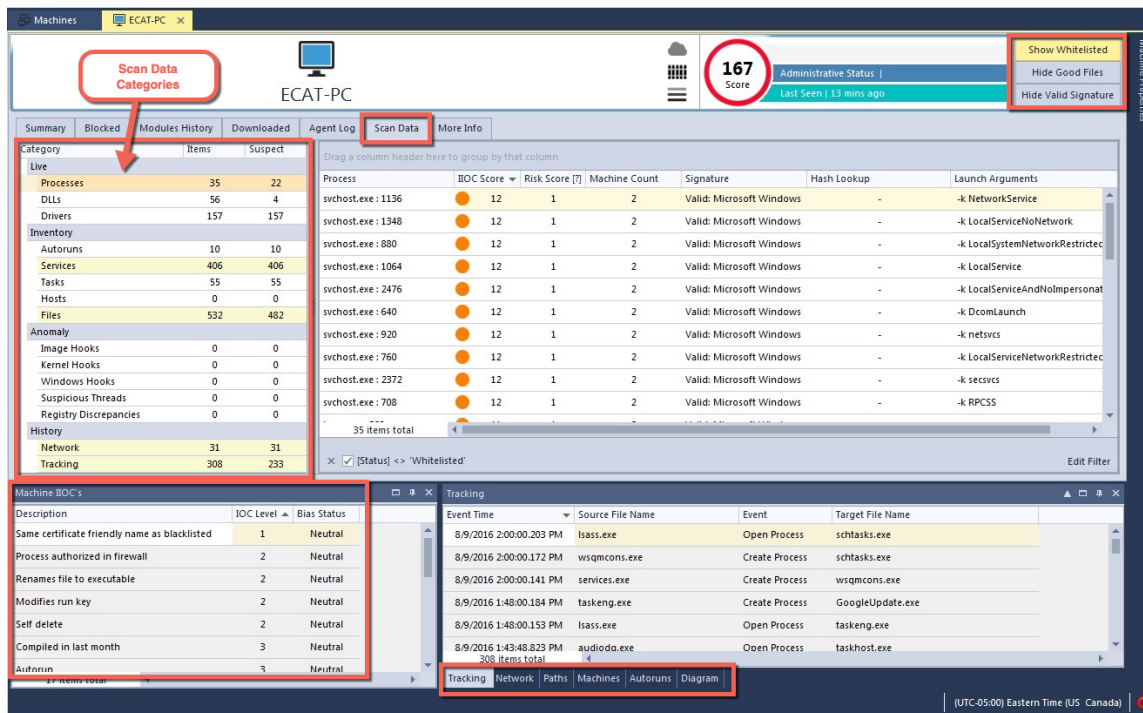 Machines
ECAT-PC ×
Scan Data
Categories
ECAT-PC
167
Score
Administrative Status |
Last Seen | 13 mins ago
Show Whitelisted
Hide Good Files
Hide Valid Signature
Machine Properties
Summary Blocked Modules History Downloaded Agent Log Scan Data More Info
Category Items Suspect
Live
Processes 35 22
DLLs 56 4
Drivers 157 157
Inventory
Autoruns 10 10
Services 406 406
Tasks 55 55
Hosts 0 0
Files 532 482
Anomaly
Image Hooks 0 0
Kernel Hooks 0 0
Windows Hooks 0 0
Suspicious Threads 0 0
Registry Discrepancies 0 0
History
Network 31 31
Tracking 308 233
Drag a column header here to group by that column
Process IIOC Score Risk Score [?] Machine Count Signature Hash Lookup Launch Arguments
svchost.exe : 1136 12 1 2 Valid: Microsoft Windows - -k NetworkService
svchost.exe : 1348 12 1 2 Valid: Microsoft Windows - -k LocalServiceNoNetwork
svchost.exe : 880 12 1 2 Valid: Microsoft Windows - -k LocalSystemNetworkRestricted
svchost.exe : 1064 12 1 2 Valid: Microsoft Windows - -k LocalService
svchost.exe : 2476 12 1 2 Valid: Microsoft Windows - -k LocalServiceAndNoImpersonat
svchost.exe : 640 12 1 2 Valid: Microsoft Windows - -k DcomLaunch
svchost.exe : 920 12 1 2 Valid: Microsoft Windows - -k netsvcs
svchost.exe : 760 12 1 2 Valid: Microsoft Windows - -k LocalServiceNetworkRestricted
svchost.exe : 2372 12 1 2 Valid: Microsoft Windows - -k secsvcs
svchost.exe : 708 12 1 2 Valid: Microsoft Windows - -k RPCSS
35 items total
× [Status] <> 'Whitelisted' Edit Filter
Machine IIOC's
Description IOC Level Bias Status
Same certificate friendly name as blacklisted 1 Neutral
Process authorized in firewall 2 Neutral
Renames file to executable 2 Neutral
Modifies run key 2 Neutral
Self delete 2 Neutral
Compiled in last month 3 Neutral
Autorun 3 Neutral
17 items total
Tracking
Event Time Source File Name Event Target File Name
8/9/2016 2:00:00.203 PM lsass.exe Open Process schtasks.exe
8/9/2016 2:00:00.172 PM wsqmcons.exe Create Process schtasks.exe
8/9/2016 2:00:00.141 PM services.exe Create Process wsqmcons.exe
8/9/2016 1:48:00.184 PM taskeng.exe Create Process GoogleUpdate.exe
8/9/2016 1:48:00.153 PM lsass.exe Open Process taskeng.exe
8/9/2016 1:43:48.823 PM audiodg.exe Open Process taskhost.exe
308 items total
Tracking Network Paths Machines Autoruns Diagram
(UTC-05:00) Eastern Time (US Canada)